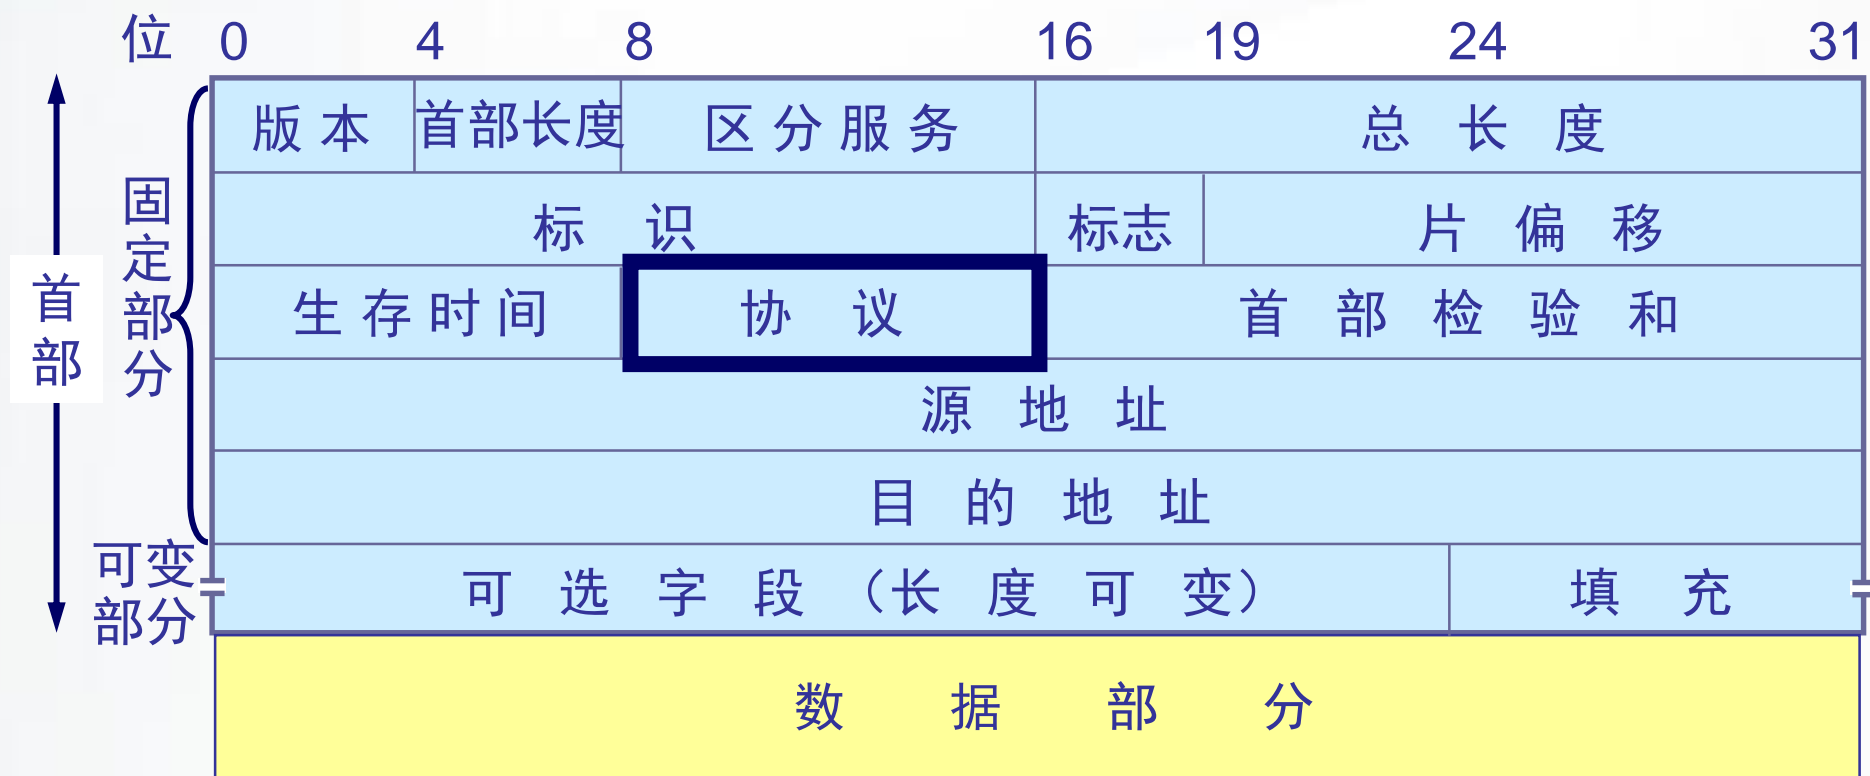 位 0 4 8 16 19 24 31
版本 首部长度 区分服务 总长度
标识 标志 片偏移
生存时间 协议 首部检验和
源地址
目的地址
可选字段（长度可变） 填充
数据部分
首部
固定部分
可变
部分